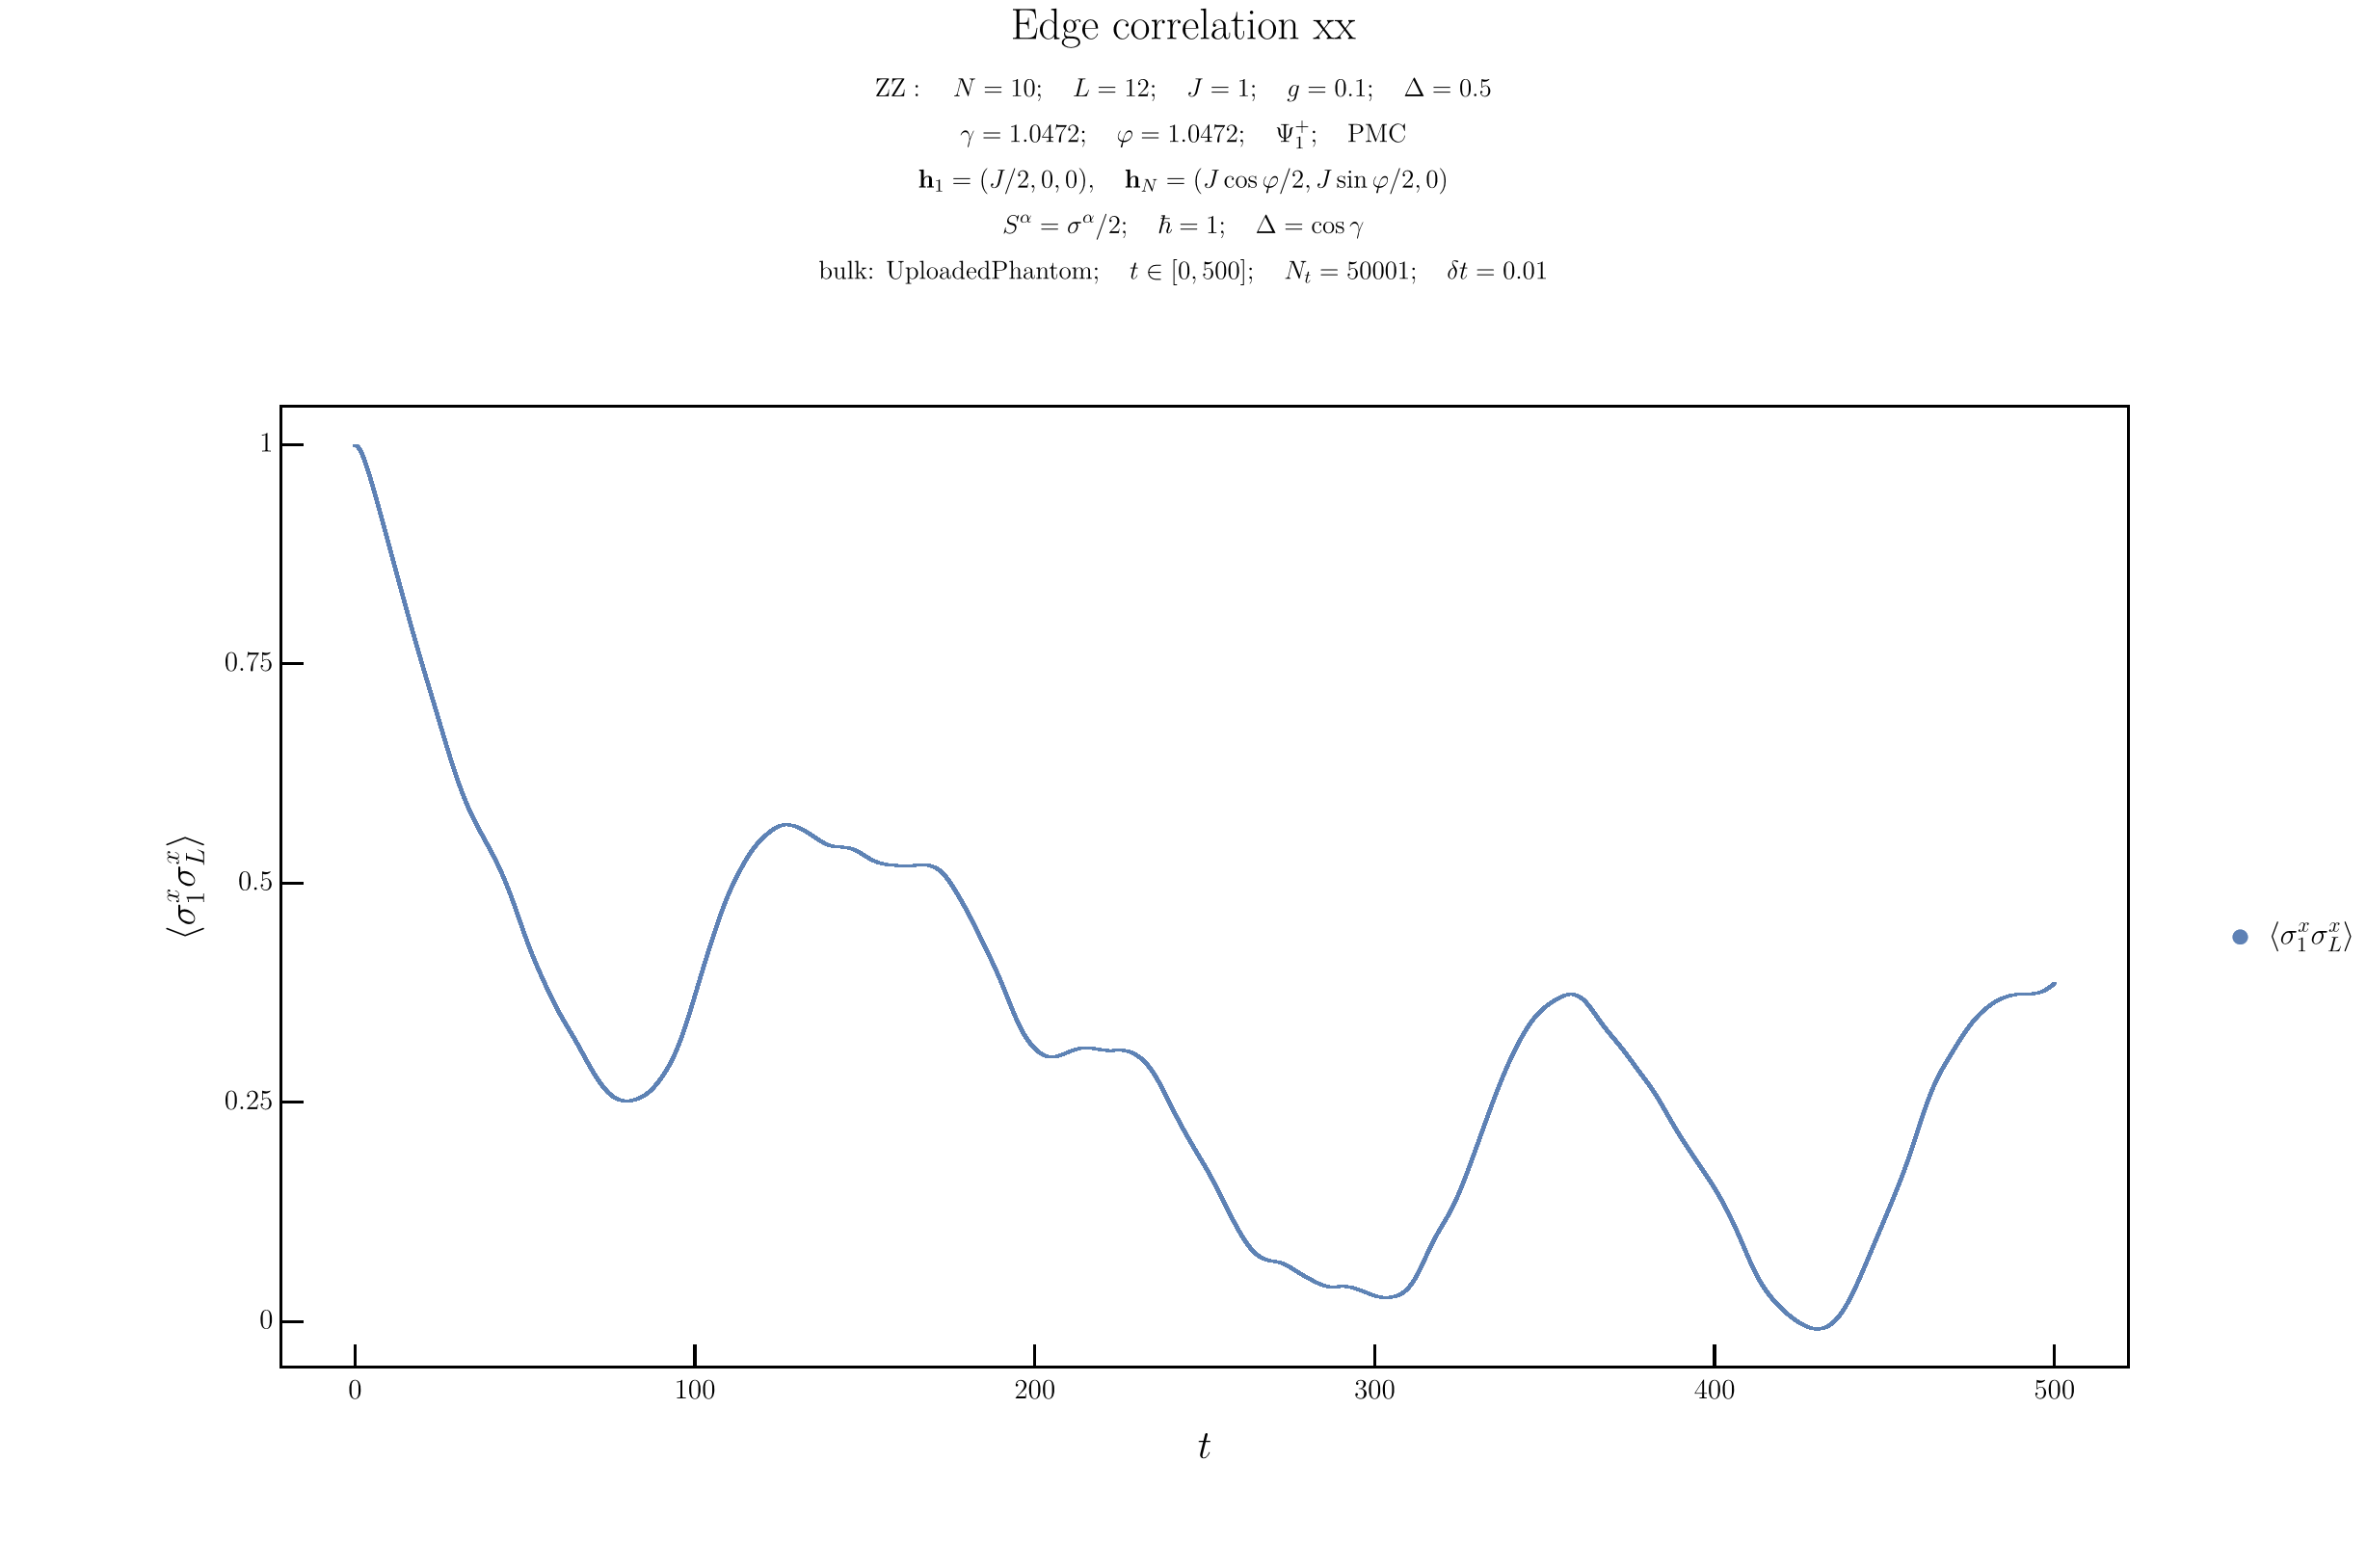 Edge correlation xx
ZZ : N = 10; L = 12; J = 1; g = 0.1; Δ = 0.5
γ = 1.0472; φ = 1.0472; Ψ₁⁺; PMC
h₁ = (J/2, 0, 0), h_N = (J cos φ/2, J sin φ/2, 0)
S^α = σ^α/2; ℏ = 1; Δ = cos γ
bulk: UploadedPhantom; t ∈ [0, 500]; N_t = 50001; δt = 0.01
1
0.75
0.5
0.25
0
⟨σ₁ˣσ_Lˣ⟩
0 100 200 300 400 500
t
⟨σ₁ˣσ_Lˣ⟩